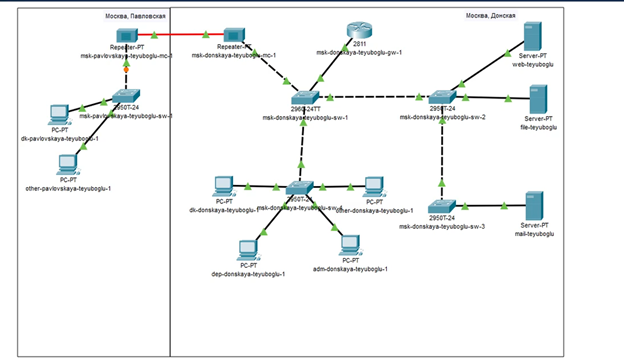 Москва, Павловская
Москва, Донская
Repeater-PT
msk-pavlovskaya-teyuboglu-mc-1
Repeater-PT
msk-donskaya-teyuboglu-mc-1
2811
msk-donskaya-teyuboglu-gw-1
Server-PT
web-teyuboglu
2950T-24
msk-pavlovskaya-teyuboglu-sw-1
2960-24TT
msk-donskaya-teyuboglu-sw-1
2950T-24
msk-donskaya-teyuboglu-sw-2
Server-PT
file-teyuboglu
PC-PT
dk-pavlovskaya-teyuboglu-1
PC-PT
other-pavlovskaya-teyuboglu-1
PC-PT
dk-donskaya-teyuboglu-1
2950T-24
msk-donskaya-teyuboglu-sw-4
PC-PT
other-donskaya-teyuboglu-1
2950T-24
msk-donskaya-teyuboglu-sw-3
Server-PT
mail-teyuboglu
PC-PT
dep-donskaya-teyuboglu-1
PC-PT
adm-donskaya-teyuboglu-1